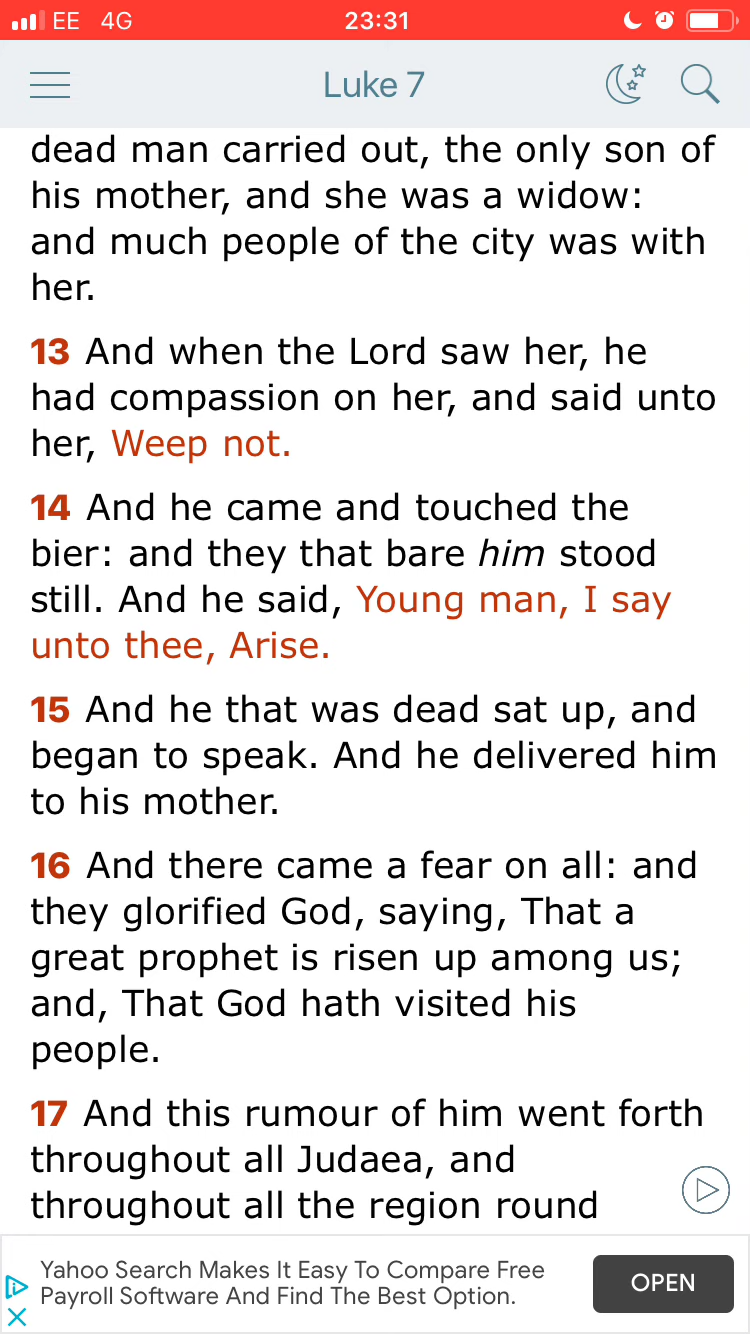 EE 4G 23:31
Luke 7
dead man carried out, the only son of
his mother, and she was a widow:
and much people of the city was with
her.
13 And when the Lord saw her, he
had compassion on her, and said unto
her, Weep not.
14 And he came and touched the
bier: and they that bare him stood
still. And he said, Young man, I say
unto thee, Arise.
15 And he that was dead sat up, and
began to speak. And he delivered him
to his mother.
16 And there came a fear on all: and
they glorified God, saying, That a
great prophet is risen up among us;
and, That God hath visited his
people.
17 And this rumour of him went forth
throughout all Judaea, and
throughout all the region round
Yahoo Search Makes It Easy To Compare Free
Payroll Software And Find The Best Option.
OPEN